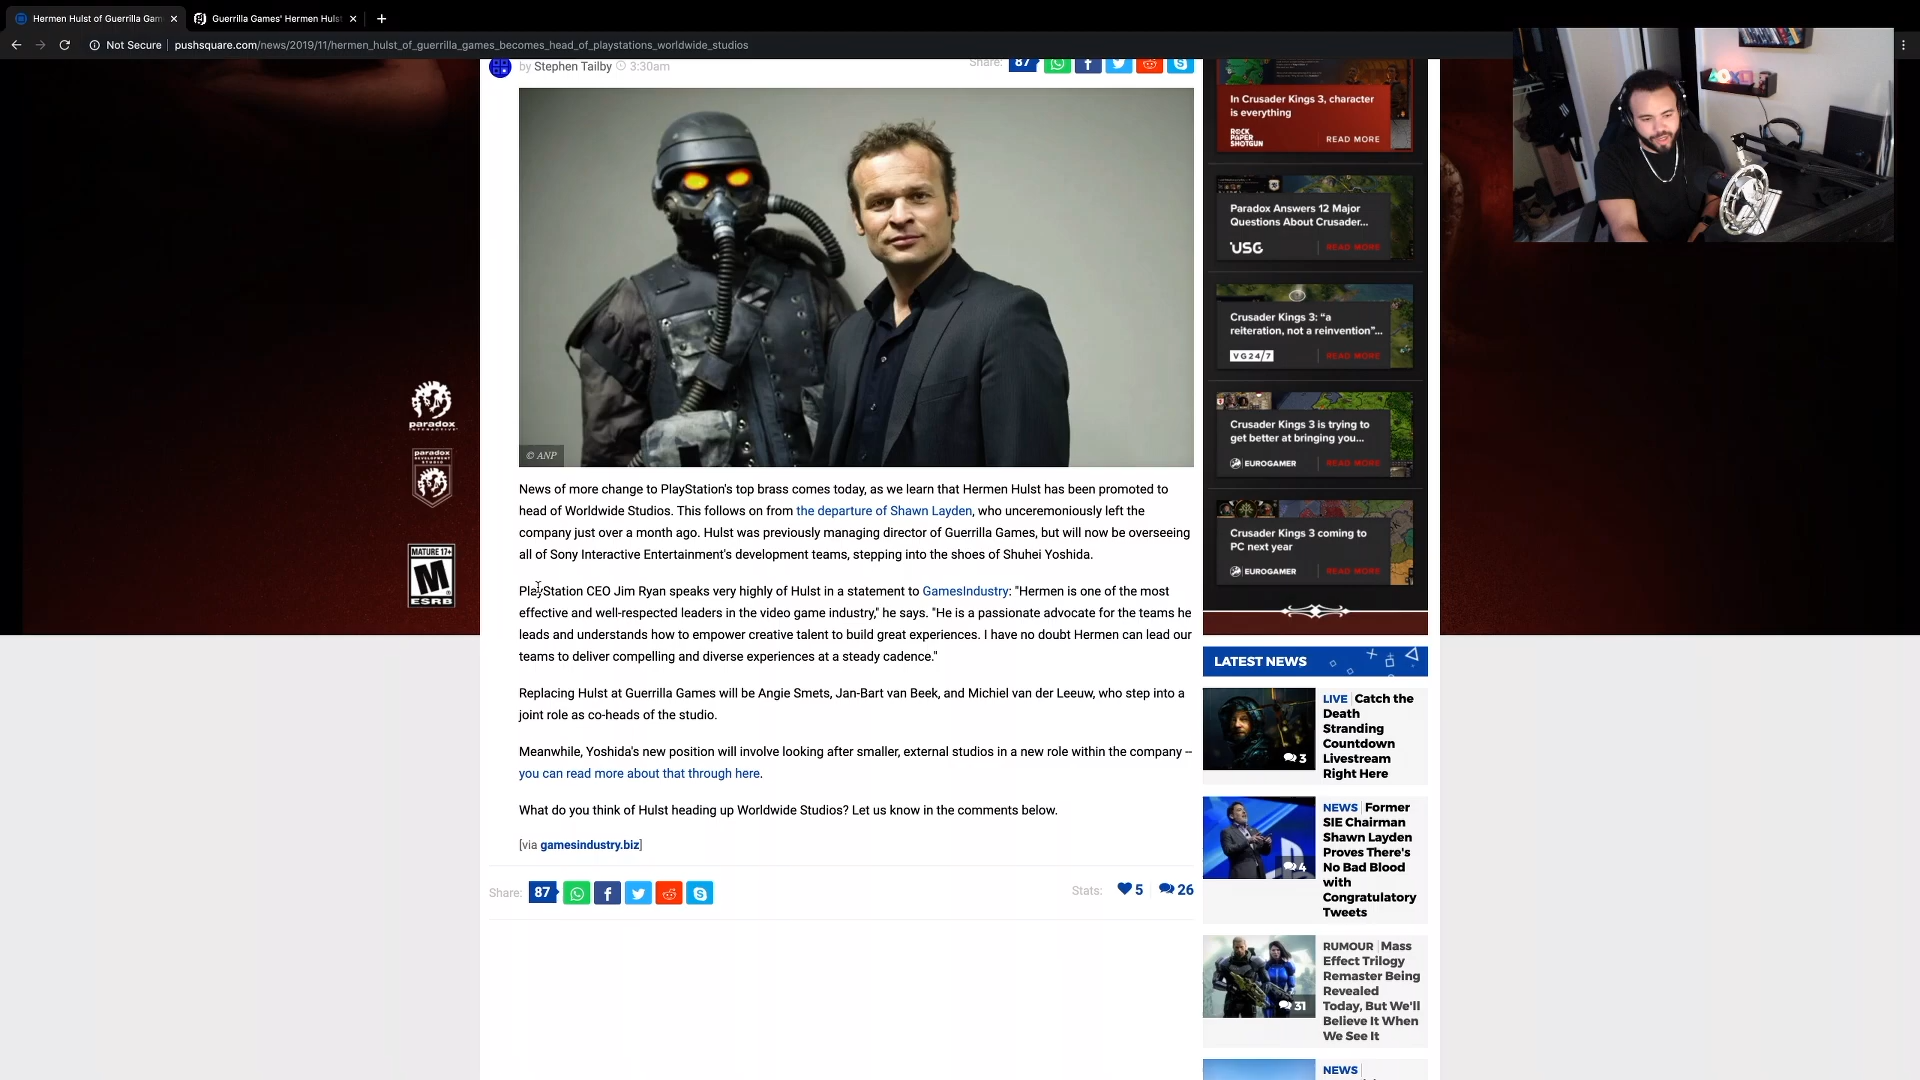 Hermen Hulst of Guerrilla Gam
Guerrilla Games' Hermen Hulst
Not Secure
pushsquare.com/news/2019/11/hermen_hulst_of_guerrilla_games_becomes_head_of_playstations_worldwide_studios
by Stephen Tailby 3:30am
Share: 87
© ANP
News of more change to PlayStation's top brass comes today, as we learn that Hermen Hulst has been promoted to
head of Worldwide Studios. This follows on from the departure of Shawn Layden, who unceremoniously left the
company just over a month ago. Hulst was previously managing director of Guerrilla Games, but will now be overseeing
all of Sony Interactive Entertainment's development teams, stepping into the shoes of Shuhei Yoshida.
PlayStation CEO Jim Ryan speaks very highly of Hulst in a statement to GamesIndustry: "Hermen is one of the most
effective and well-respected leaders in the video game industry," he says. "He is a passionate advocate for the teams he
leads and understands how to empower creative talent to build great experiences. I have no doubt Hermen can lead our
teams to deliver compelling and diverse experiences at a steady cadence."
Replacing Hulst at Guerrilla Games will be Angie Smets, Jan-Bart van Beek, and Michiel van der Leeuw, who step into a
joint role as co-heads of the studio.
Meanwhile, Yoshida's new position will involve looking after smaller, external studios in a new role within the company –
you can read more about that through here.
What do you think of Hulst heading up Worldwide Studios? Let us know in the comments below.
[via gamesindustry.biz]
Share: 87
Stats: 5 26
paradox
INTERACTIVE
paradox
DEVELOPMENT
STUDIO
MATURE 17+
M
ESRB
In Crusader Kings 3, character
is everything
ROCK
PAPER
SHOTGUN
READ MORE
Paradox Answers 12 Major
Questions About Crusader...
USG
READ MORE
Crusader Kings 3: “a
reiteration, not a reinvention”...
VG24/7
READ MORE
Crusader Kings 3 is trying to
get better at bringing you...
EUROGAMER
READ MORE
Crusader Kings 3 coming to
PC next year
EUROGAMER
READ MORE
LATEST NEWS
LIVE Catch the
Death
Stranding
Countdown
Livestream
Right Here
3
NEWS Former
SIE Chairman
Shawn Layden
Proves There's
No Bad Blood
with
Congratulatory
Tweets
4
RUMOUR Mass
Effect Trilogy
Remaster Being
Revealed
Today, But We'll
Believe It When
We See It
31
NEWS